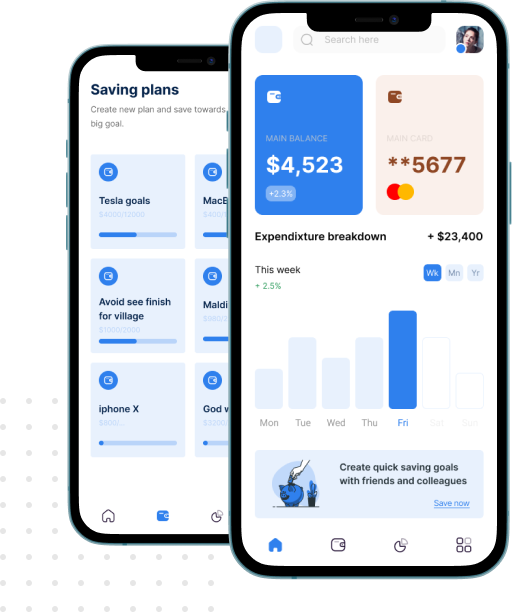 Saving plans
Create new plan and save towards
big goal.
Tesla goals
$4000/12000
MacB
Avoid see finish
for village
$1000/2000
Maldi
iphone X
$600/...
God w
Search here
MAIN BALANCE
$4,523
+2.3%
MAIN CARD
**5677
Expendixture breakdown
+ $23,400
This week
+ 2.5%
Wk
Mn
Yr
Mon
Tue
Wed
Thu
Fri
Sat
Sun
Create quick saving goals
with friends and colleagues
Save now